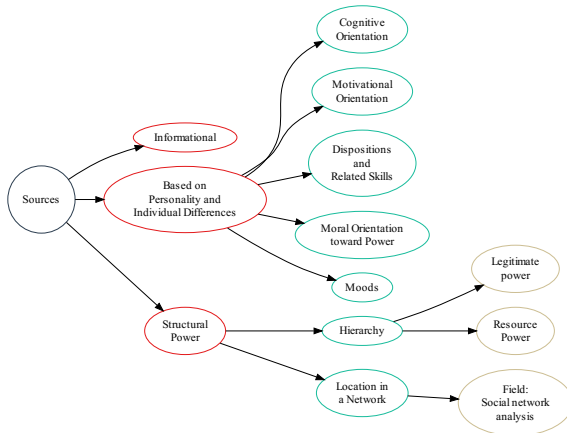 Cognitive
Orientation
Motivational
Orientation
Informational
Dispositions
and
Related Skills
Sources
Based on
Personality and
Individual Differences
Moral Orientation
toward Power
Legitimate
power
Moods
Structural
Power
Hierarchy
Resource
Power
Location in
a Network
Field:
Social network
analysis